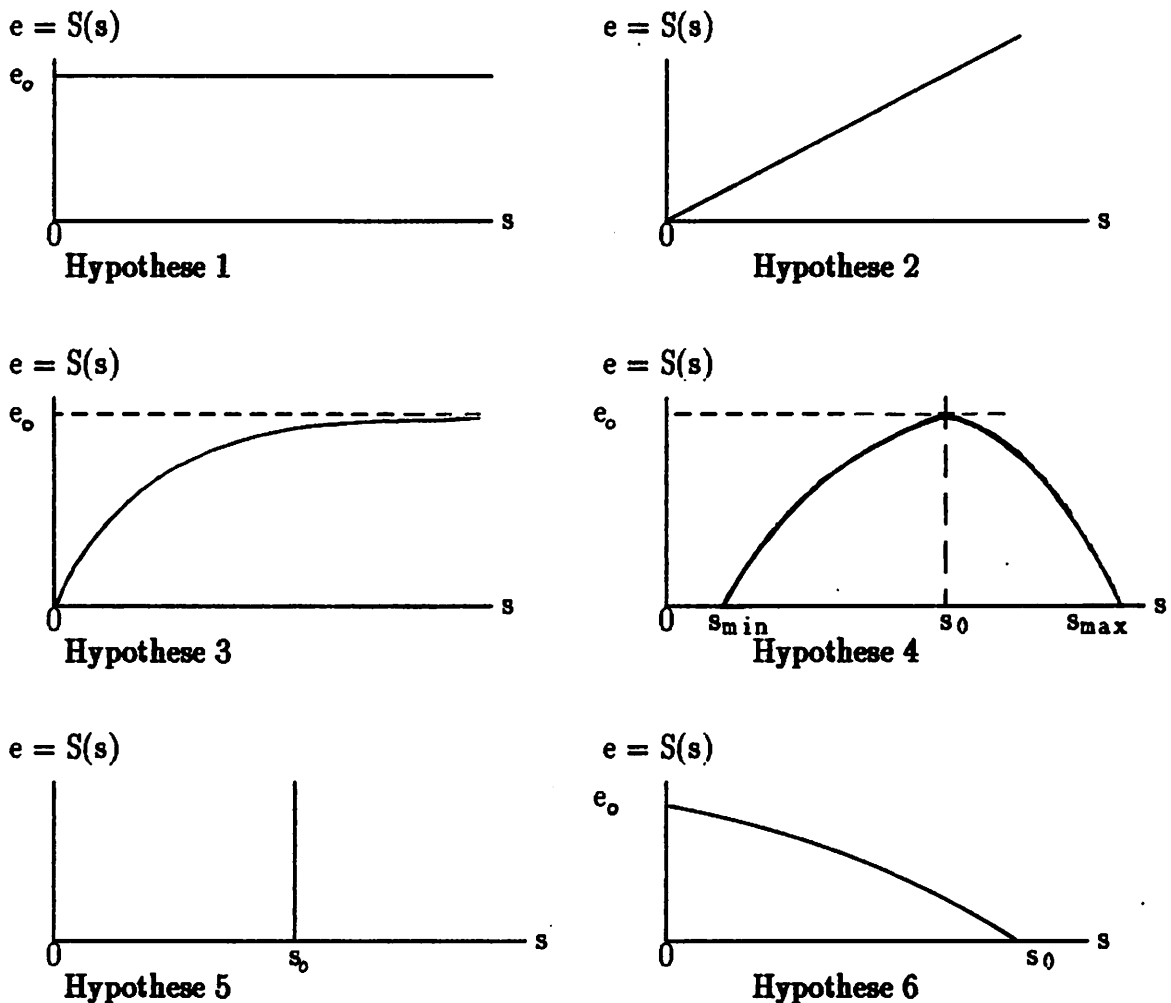 e = S(s)
e₀
0
s
Hypothese 1
e = S(s)
0
s
Hypothese 2
e = S(s)
e₀
0
s
Hypothese 3
e = S(s)
e₀
0
s_min
s₀
s_max
s
Hypothese 4
e = S(s)
0
s₀
s
Hypothese 5
e = S(s)
e₀
0
s₀
s
Hypothese 6